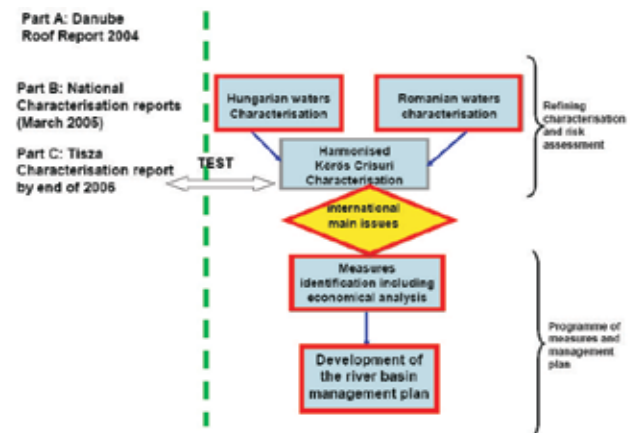 Part A: Danube
Roof Report 2004
Part B: National
Characterisation reports
(March 2005)
Part C: Tisza
Characterisation report
by end of 2006
TEST
Hungarian waters
Characterisation
Romanian waters
characterisation
Harmonised
Körös Crisuri
Characterisation
International
main issues
Measures
identification including
economical analysis
Development of
the river basin
management plan
Refining
characterisation
and risk
assessment
Programme of
measures and
management
plan